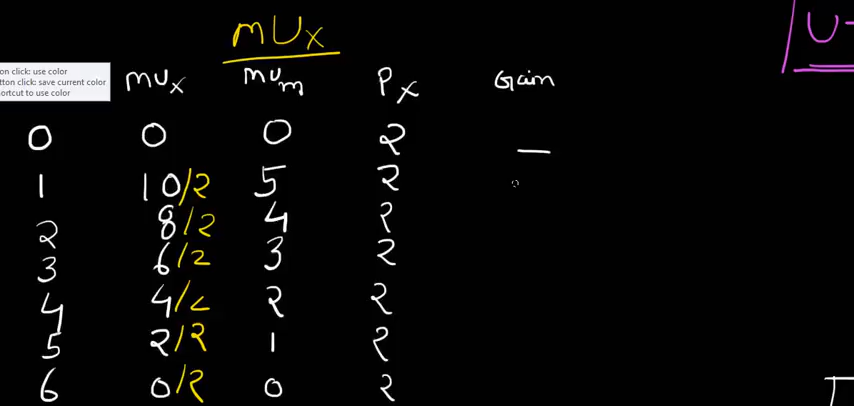 MUx
U-
on click: use color
tton click: save current color
ortcut to use color
MUx MUm Px Gain
0 0 0 2 —
1 10/2 5 2
2 8/2 4 2
3 6/2 3 2
4 4/2 2 2
5 2/2 1 2
6 0/2 0 2